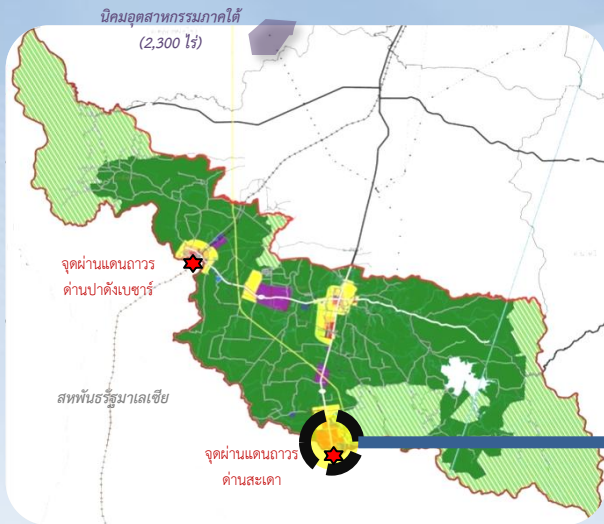 นิคมอุตสาหกรรมภาคใต้
(2,300 ไร่)
จุดผ่านแดนถาวร
ด่านปาดังเบซาร์
สหพันธรัฐมาเลเซีย
จุดผ่านแดนถาวร
ด่านสะเดา